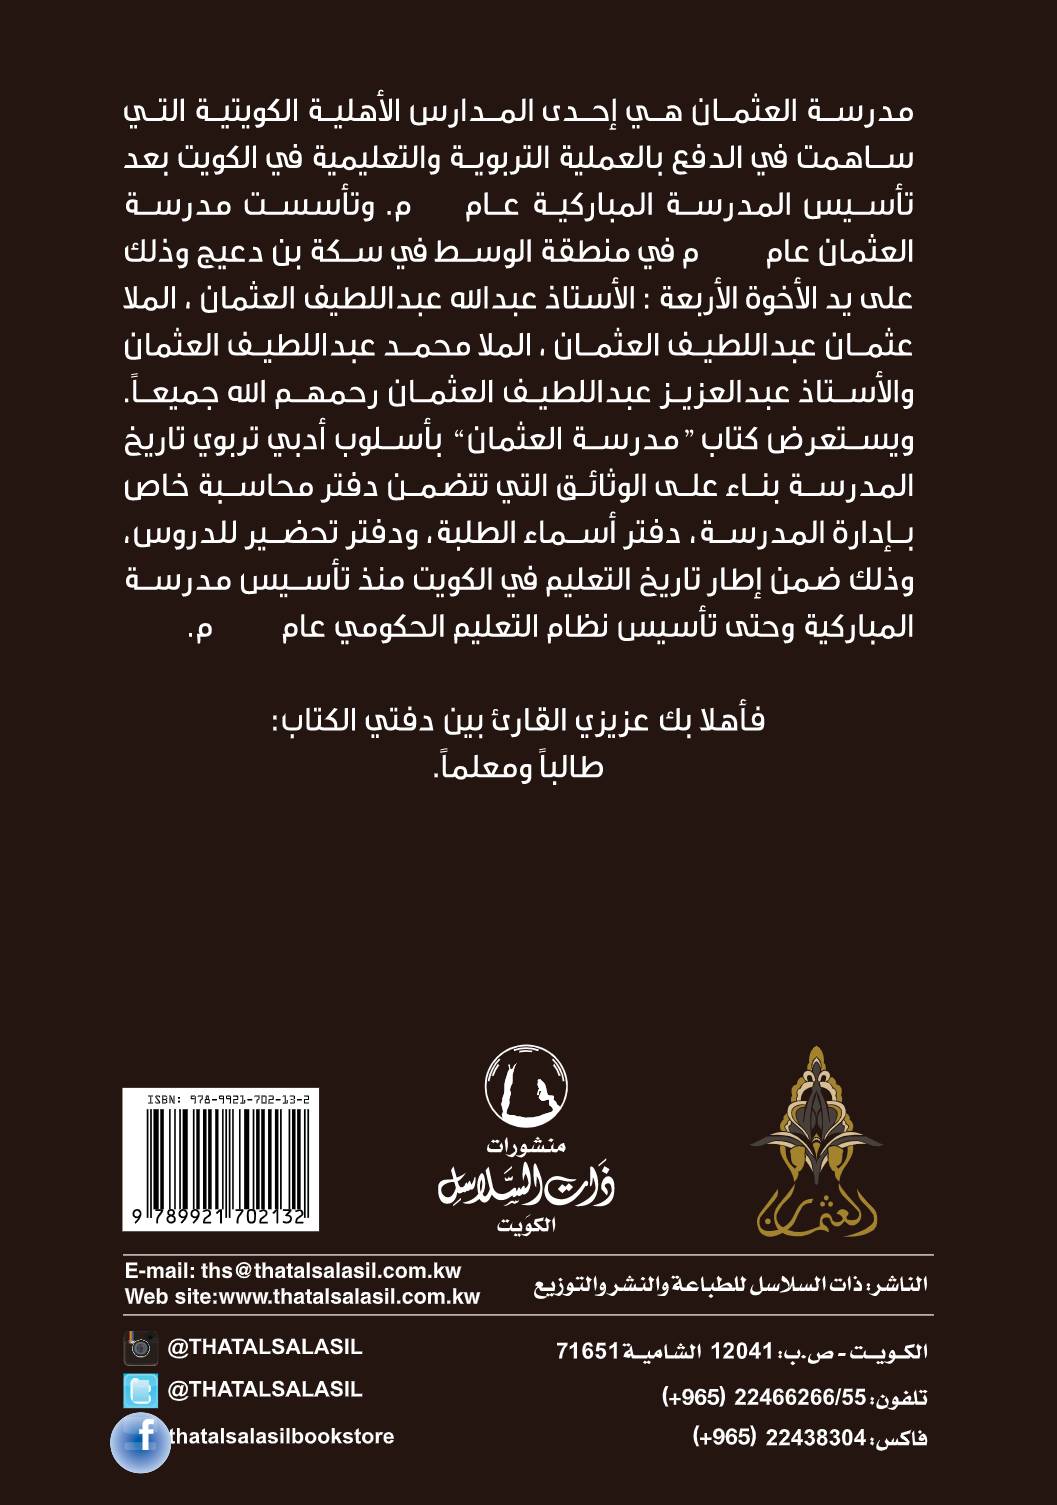 مدرسة العثمان هي إحدى المدارس الأهلية الكويتية التي
ساهمت في الدفع بالعملية التربوية والتعليمية في الكويت بعد
تأسيس المدرسة المباركية عام م. وتأسست مدرسة
العثمان عام م في منطقة الوسط في سكة بن دعيج وذلك
على يد الأخوة الأربعة : الأستاذ عبدالله عبداللطيف العثمان ، الملا
عثمان عبداللطيف العثمان ، الملا محمد عبداللطيف العثمان
والأستاذ عبدالعزيز عبداللطيف العثمان رحمهم الله جميعاً.
ويستعرض كتاب ”مدرسة العثمان“ بأسلوب أدبي تربوي تاريخ
المدرسة بناء على الوثائق التي تتضمن دفتر محاسبة خاص
بإدارة المدرسة، دفتر أسماء الطلبة، ودفتر تحضير للدروس،
وذلك ضمن إطار تاريخ التعليم في الكويت منذ تأسيس مدرسة
المباركية وحتى تأسيس نظام التعليم الحكومي عام م.
فأهلا بك عزيزي القارئ بين دفتي الكتاب:
طالباً ومعلماً.
العثمان
منشورات
ذَات السَّلاسِل
الكوَيت
ISBN: 978-9921-702-13-2
9 789921 702132
الناشر: ذات السلاسل للطباعة والنشر والتوزيع
E-mail: ths@thatalsalasil.com.kw
Web site:www.thatalsalasil.com.kw
الكويت - ص.ب: 12041 الشامية 71651
تلفون: 22466266/55 (965+)
فاكس: 22438304 (965+)
@THATALSALASIL
@THATALSALASIL
f thatalsalasilbookstore